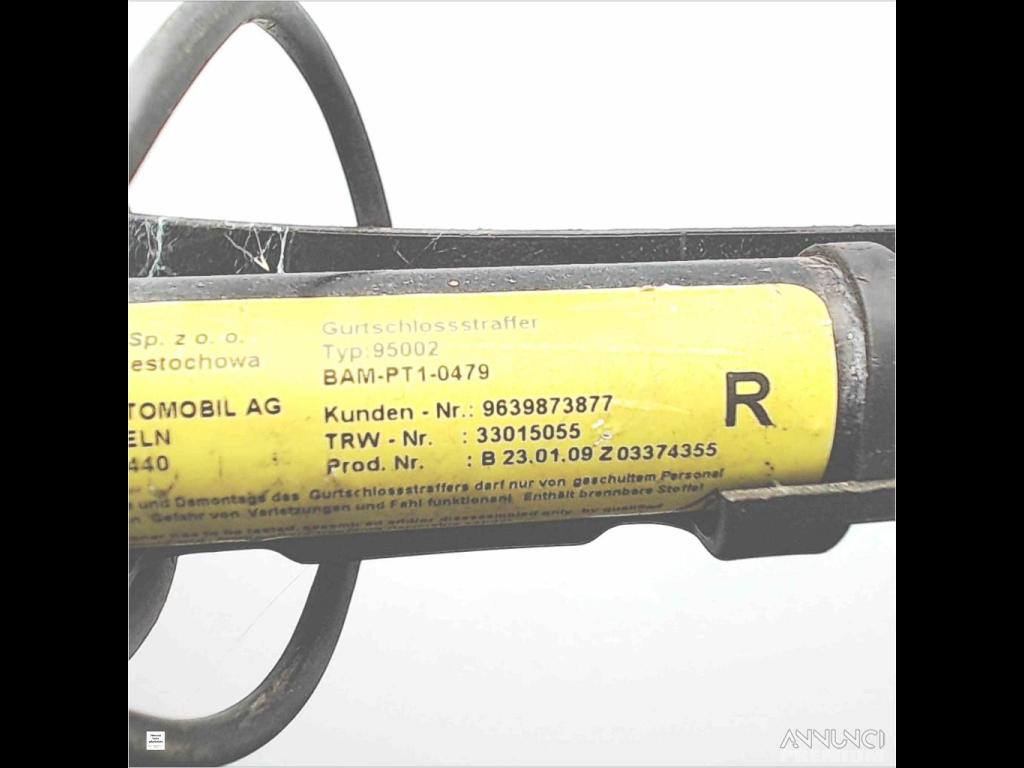 Sp. z o. o.
estochowa
TOMOBIL AG
ELN
440
Gurtschlossstraffer
Typ:95002
BAM-PT1-0479
Kunden - Nr.: 9639873877
TRW - Nr. : 33015055
Prod. Nr. : B 23.01.09 Z 03374355
R
und Demontage des Gurtschlossstraffers darf nur von geschultem Personal
Gefahr von Verletzungen und Fehlfunktionen! Enthält brennbare Stoffe!
ANNUNCI
PREMIUM